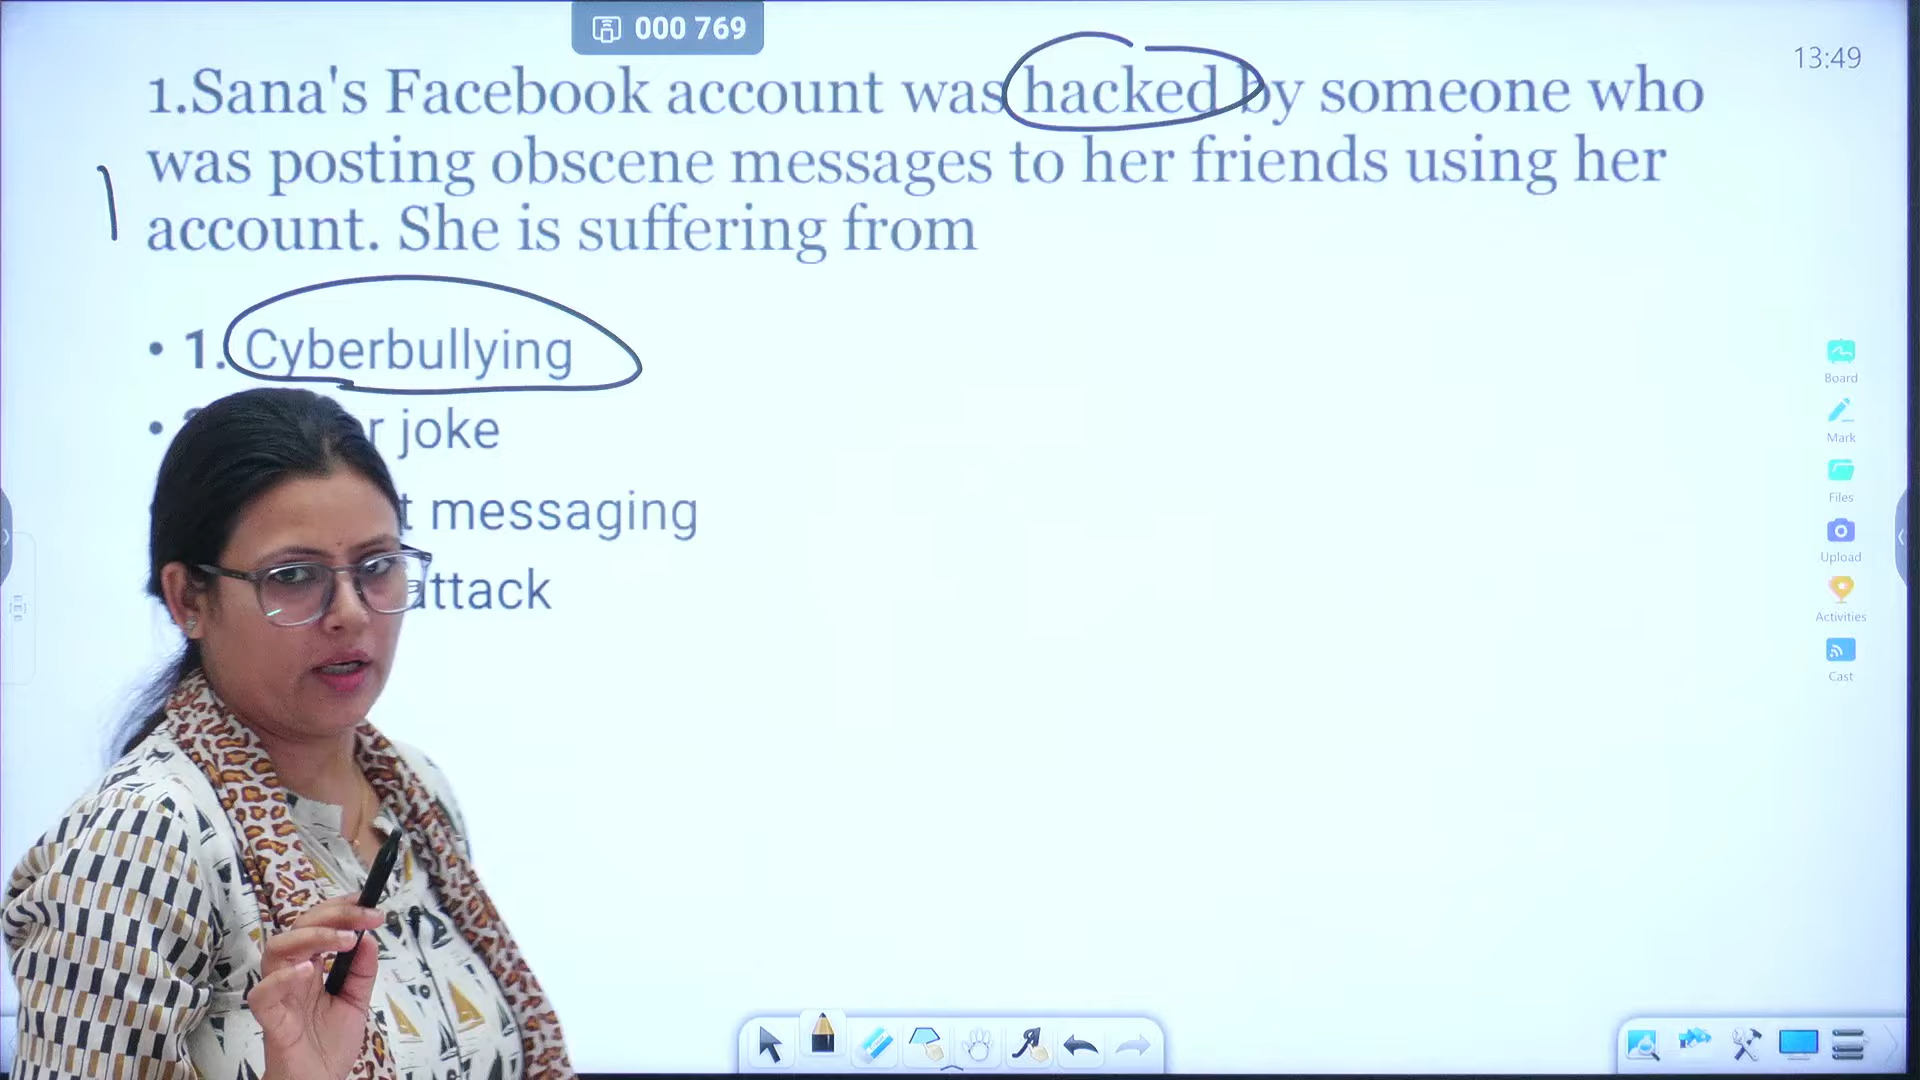 000 769
13:49
1.Sana's Facebook account was hacked by someone who
was posting obscene messages to her friends using her
account. She is suffering from
• 1. Cyberbullying
• joke
messaging
attack
Board
Mark
Files
Upload
Activities
Cast